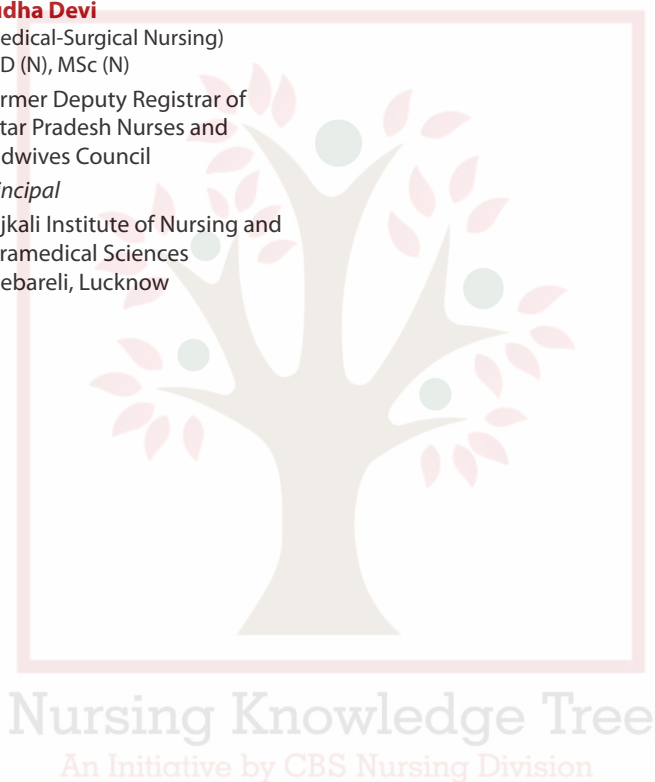 udha Devi
edical-Surgical Nursing)
D (N), MSc (N)
rmer Deputy Registrar of
tar Pradesh Nurses and
dwives Council
incipal
jkali Institute of Nursing and
ramedical Sciences
ebareli, Lucknow
Nursing Knowledge Tree
An Initiative by CBS Nursing Division